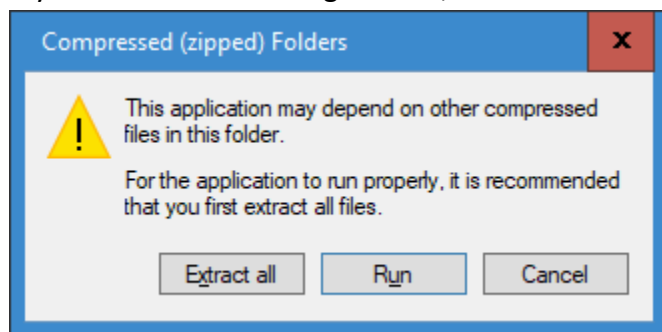 Compressed (zipped) Folders
x
This application may depend on other compressed
files in this folder.
For the application to run properly, it is recommended
that you first extract all files.
Extract all Run Cancel